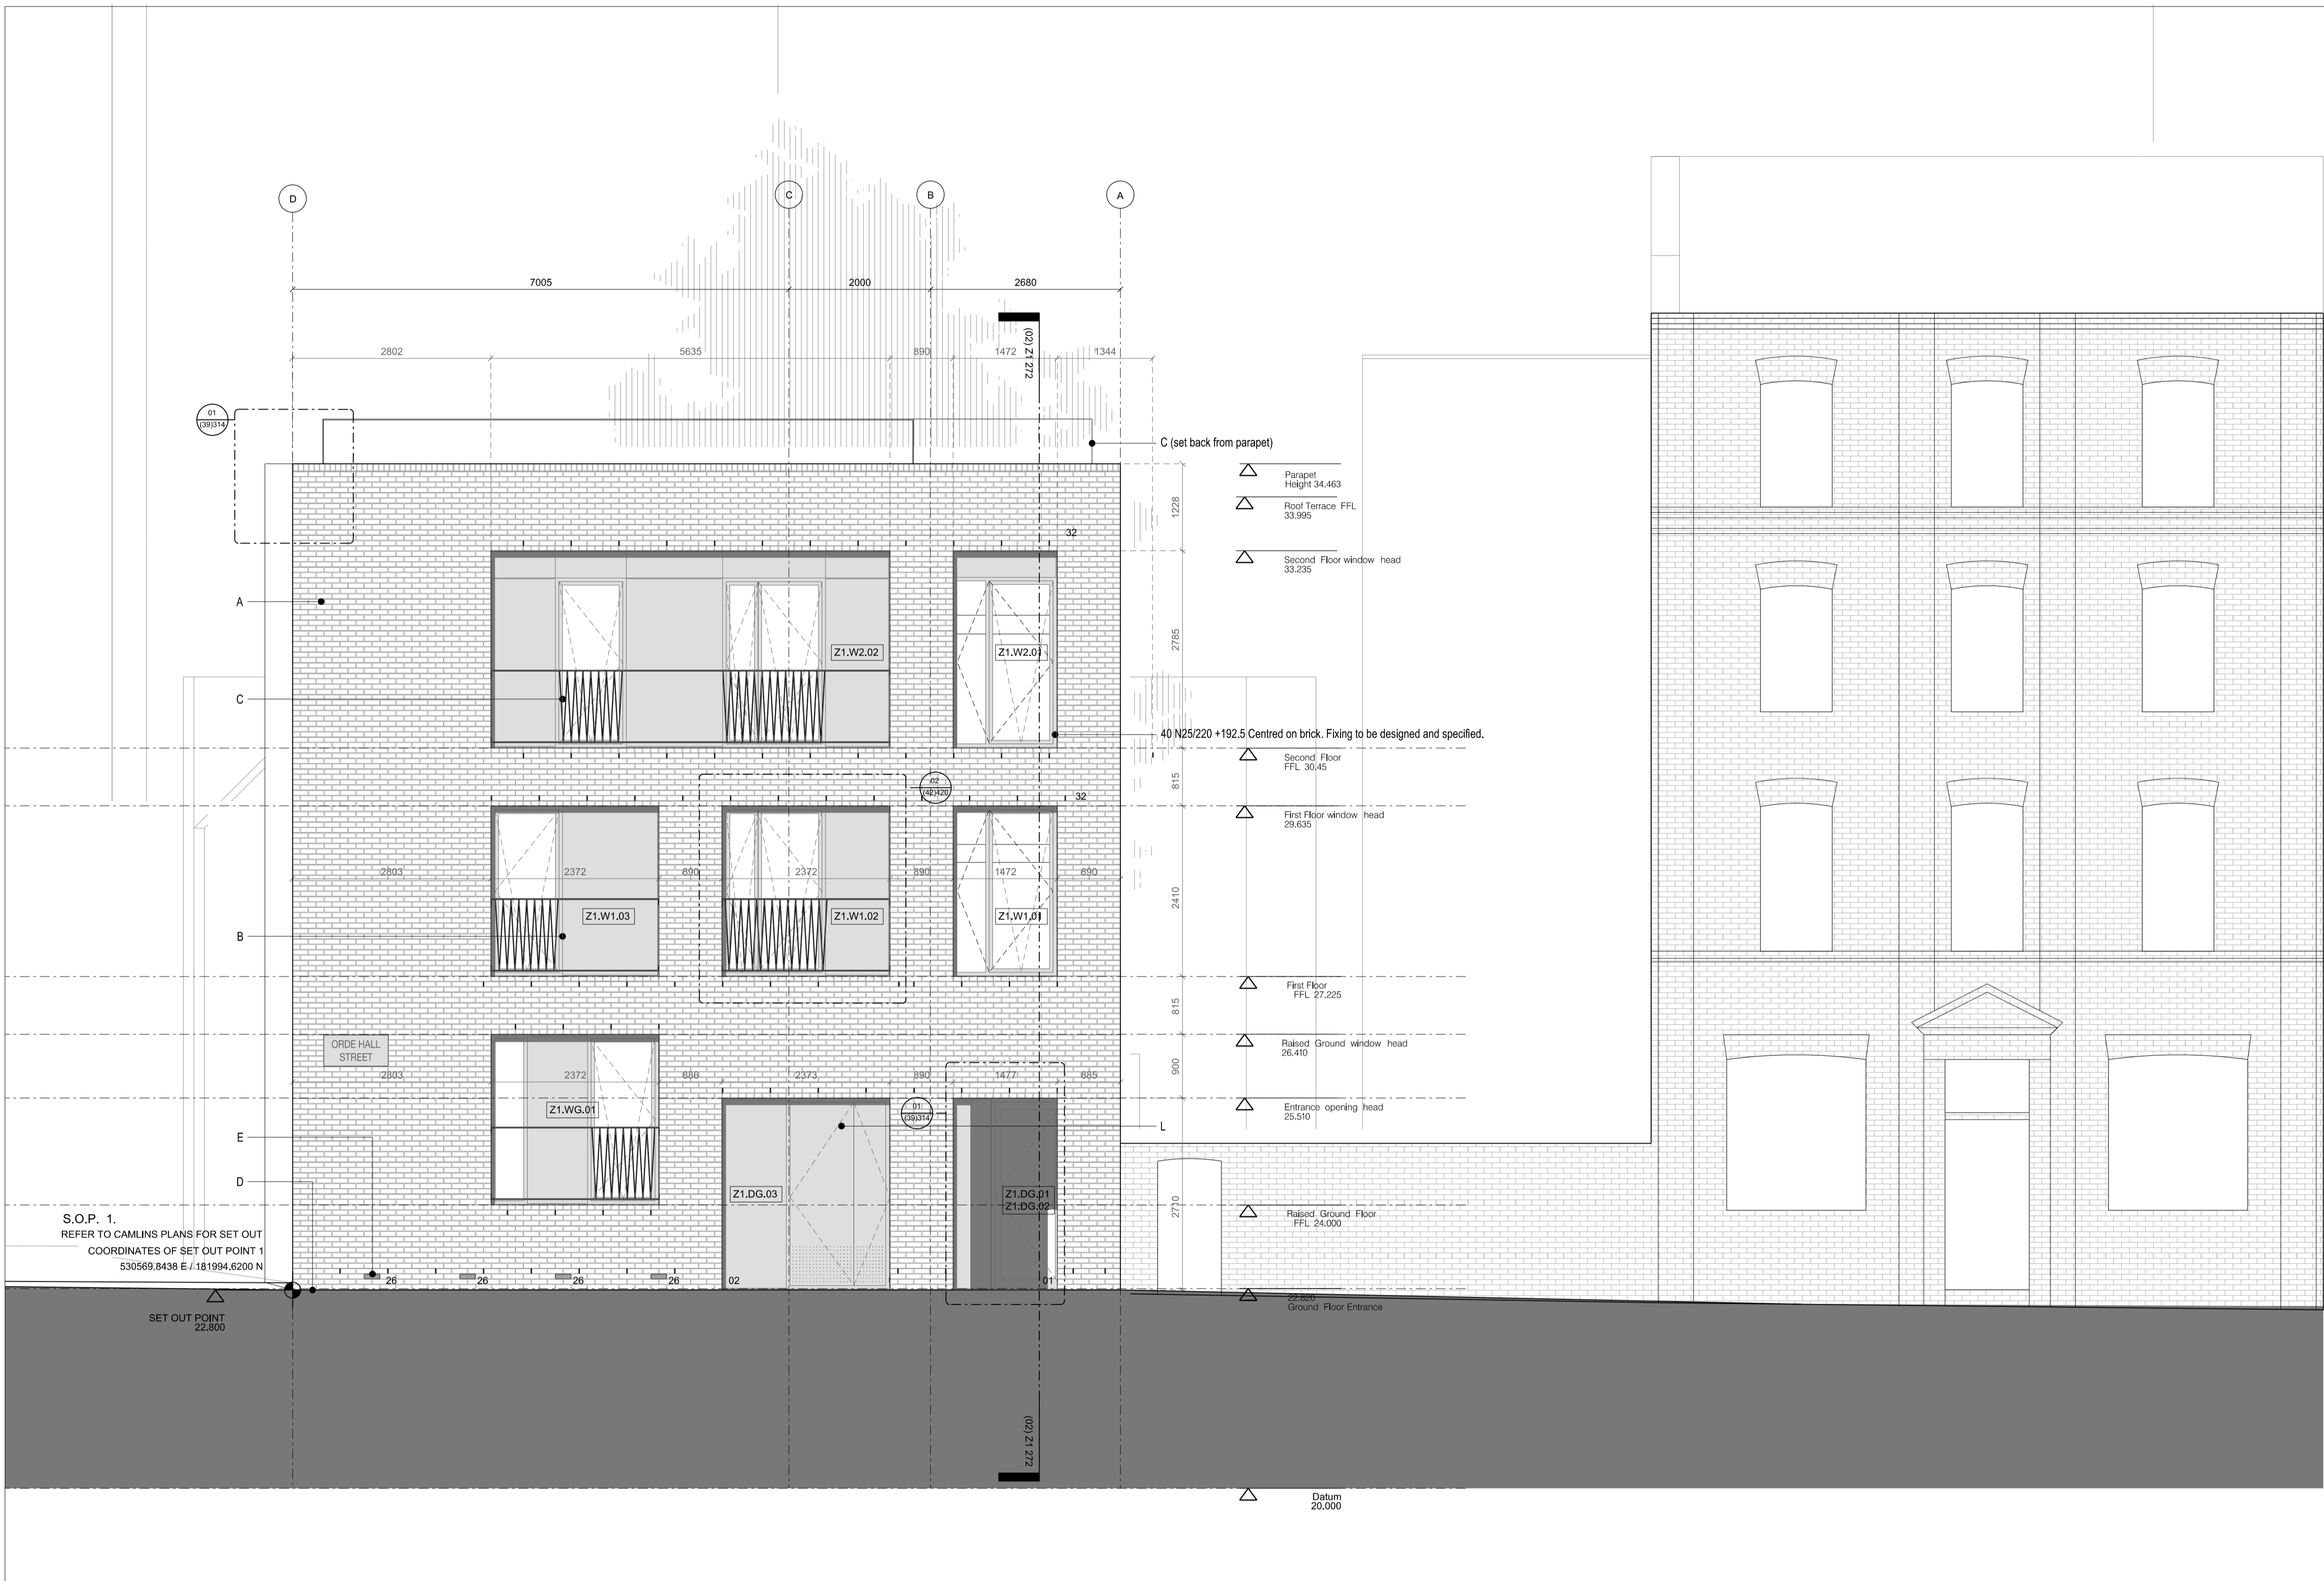 D
C
B
A
7005
2000
2680
(02) Z1 272
2802
5635
890
1472
1344
01
(39)314
C (set back from parapet)
Parapet
Height 34.463
Roof Terrace FFL
33.995
1228
32
Second Floor window head
33.235
A
2785
Z1.W2.02
Z1.W2.01
C
40 N25/220 +192.5 Centred on brick. Fixing to be designed and specified.
Second Floor
FFL 30.45
815
02
(42)420
32
First Floor window head
29.635
2803
2372
890
2372
890
1472
890
2410
Z1.W1.03
Z1.W1.02
Z1.W1.01
B
First Floor
FFL 27.225
815
ORDE HALL
STREET
Raised Ground window head
26.410
2803
2372
886
2373
890
1477
885
900
Z1.WG.01
01
(39)314
Entrance opening head
25.510
L
E
D
Z1.DG.03
Z1.DG.01
Z1.DG.02
2710
Raised Ground Floor
FFL 24.000
S.O.P. 1.
REFER TO CAMLINS PLANS FOR SET OUT
COORDINATES OF SET OUT POINT 1
530569.8438 E / 181994.6200 N
26
26
26
26
02
01
22.820
Ground Floor Entrance
SET OUT POINT
22.800
(02) Z1 272
Datum
20.000